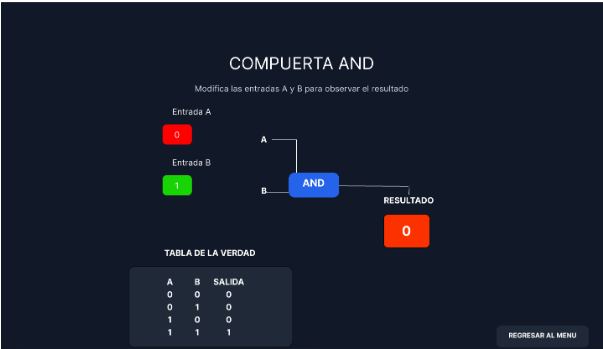 COMPUERTA AND
Modifica las entradas A y B para observar el resultado
Entrada A
0
Entrada B
1
A
B
AND
RESULTADO
0
TABLA DE LA VERDAD
A B SALIDA
0 0 0
0 1 0
1 0 0
1 1 1
REGRESAR AL MENU